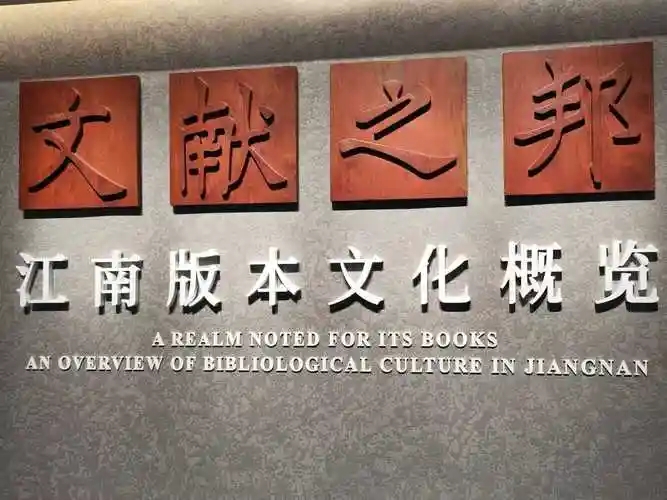 文献之邦
江南版本文化概览
A REALM NOTED FOR ITS BOOKS
AN OVERVIEW OF BIBLIOLOGICAL CULTURE IN JIANGNAN